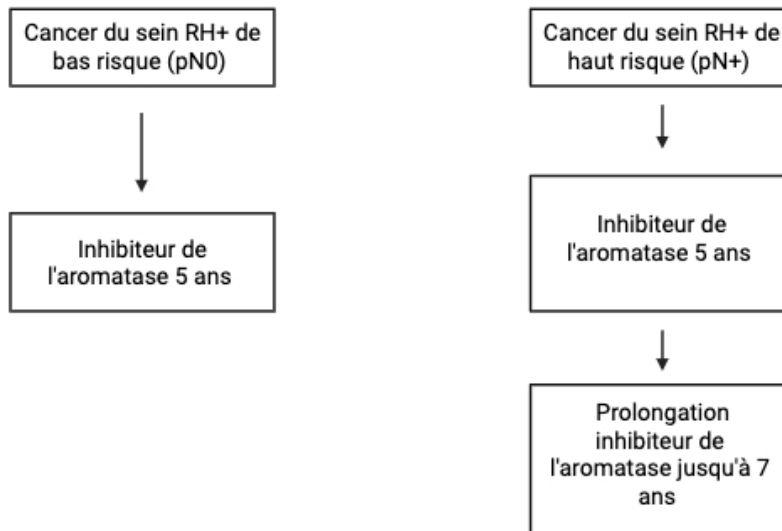 Cancer du sein RH+ de
bas risque (pN0)
Inhibiteur de
l'aromatase 5 ans
Cancer du sein RH+ de
haut risque (pN+)
Inhibiteur de
l'aromatase 5 ans
Prolongation
inhibiteur de
l'aromatase jusqu'à 7
ans